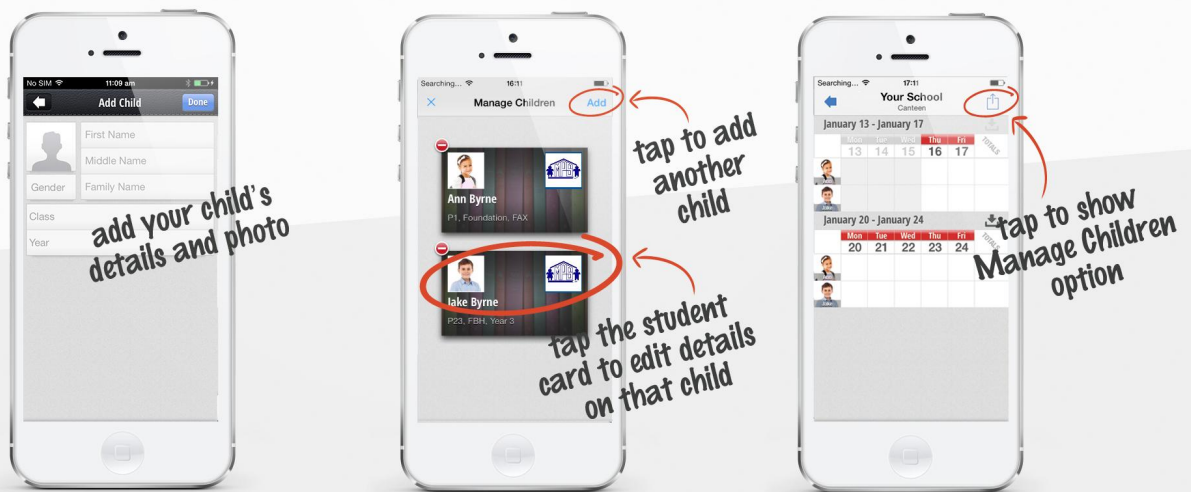 No SIM 11:09 am
Add Child Done
First Name
Middle Name
Gender Family Name
Class
Year
add your child's
details and photo
Searching... 16:11
× Manage Children Add
Ann Byrne
P1, Foundation, FAX
Jake Byrne
P23, FBH, Year 3
tap to add
another
child
tap the student
card to edit details
on that child
Searching... 17:11
Your School
Canteen
January 13 - January 17
Mon Tue Wed Thu Fri TOTALS
13 14 15 16 17
Jake
January 20 - January 24
Mon Tue Wed Thu Fri TOTALS
20 21 22 23 24
Jake
tap to show
Manage Children
option